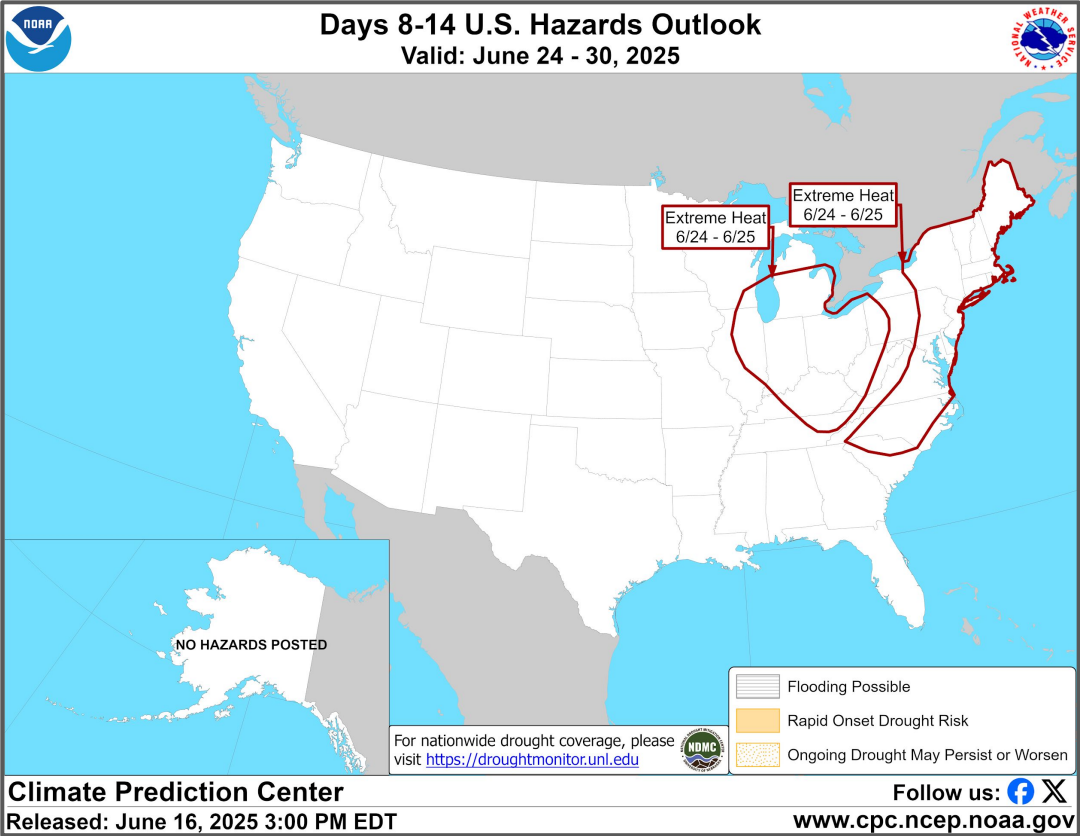 NOAA
Days 8-14 U.S. Hazards Outlook
Valid: June 24 - 30, 2025
NATIONAL WEATHER SERVICE
Extreme Heat
6/24 - 6/25
Extreme Heat
6/24 - 6/25
NO HAZARDS POSTED
For nationwide drought coverage, please
visit https://droughtmonitor.unl.edu
NDMC
Flooding Possible
Rapid Onset Drought Risk
Ongoing Drought May Persist or Worsen
Climate Prediction Center
Follow us:
Released: June 16, 2025 3:00 PM EDT
www.cpc.ncep.noaa.gov